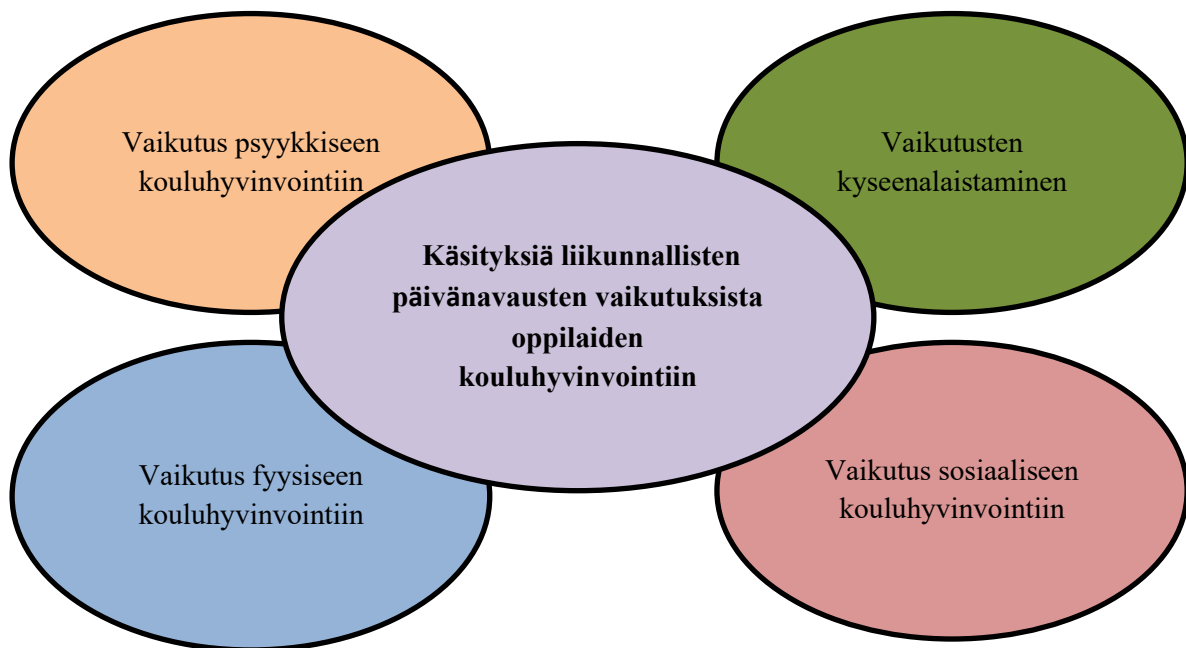 Vaikutus psyykkiseen
kouluhyvinvointiin
Vaikutusten
kyseenalaistaminen
Käsityksiä liikunnallisten
päivänavausten vaikutuksista
oppilaiden
kouluhyvinvointiin
Vaikutus fyysiseen
kouluhyvinvointiin
Vaikutus sosiaaliseen
kouluhyvinvointiin